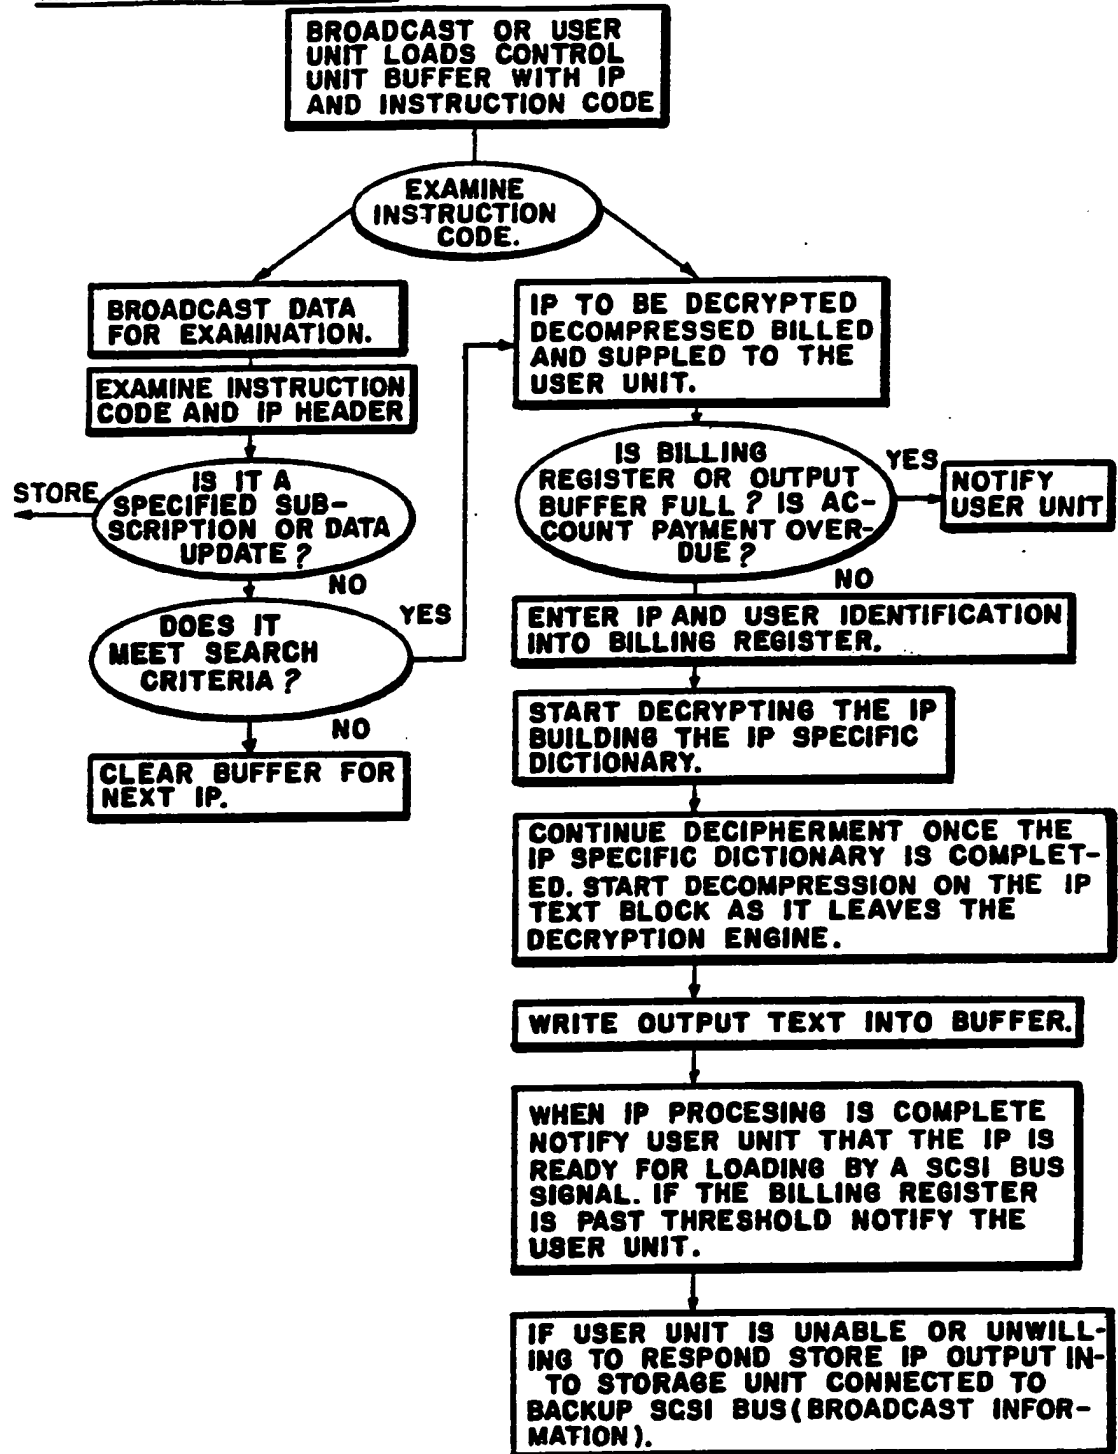 BROADCAST OR USER
UNIT LOADS CONTROL
UNIT BUFFER WITH IP
AND INSTRUCTION CODE
EXAMINE
INSTRUCTION
CODE.
BROADCAST DATA
FOR EXAMINATION.
EXAMINE INSTRUCTION
CODE AND IP HEADER
STORE
IS IT A
SPECIFIED SUB-
SCRIPTION OR DATA
UPDATE?
NO
DOES IT
MEET SEARCH
CRITERIA?
YES
NO
CLEAR BUFFER FOR
NEXT IP.
IP TO BE DECRYPTED
DECOMPRESSED BILLED
AND SUPPLED TO THE
USER UNIT.
IS BILLING
REGISTER OR OUTPUT
BUFFER FULL? IS AC-
COUNT PAYMENT OVER-
DUE?
YES
NOTIFY
USER UNIT
NO
ENTER IP AND USER IDENTIFICATION
INTO BILLING REGISTER.
START DECRYPTING THE IP
BUILDING THE IP SPECIFIC
DICTIONARY.
CONTINUE DECIPHERMENT ONCE THE
IP SPECIFIC DICTIONARY IS COMPLET-
ED. START DECOMPRESSION ON THE IP
TEXT BLOCK AS IT LEAVES THE
DECRYPTION ENGINE.
WRITE OUTPUT TEXT INTO BUFFER.
WHEN IP PROCESING IS COMPLETE
NOTIFY USER UNIT THAT THE IP IS
READY FOR LOADING BY A SCSI BUS
SIGNAL. IF THE BILLING REGISTER
IS PAST THRESHOLD NOTIFY THE
USER UNIT.
IF USER UNIT IS UNABLE OR UNWILL-
ING TO RESPOND STORE IP OUTPUT IN-
TO STORAGE UNIT CONNECTED TO
BACKUP SCSI BUS (BROADCAST INFOR-
MATION).